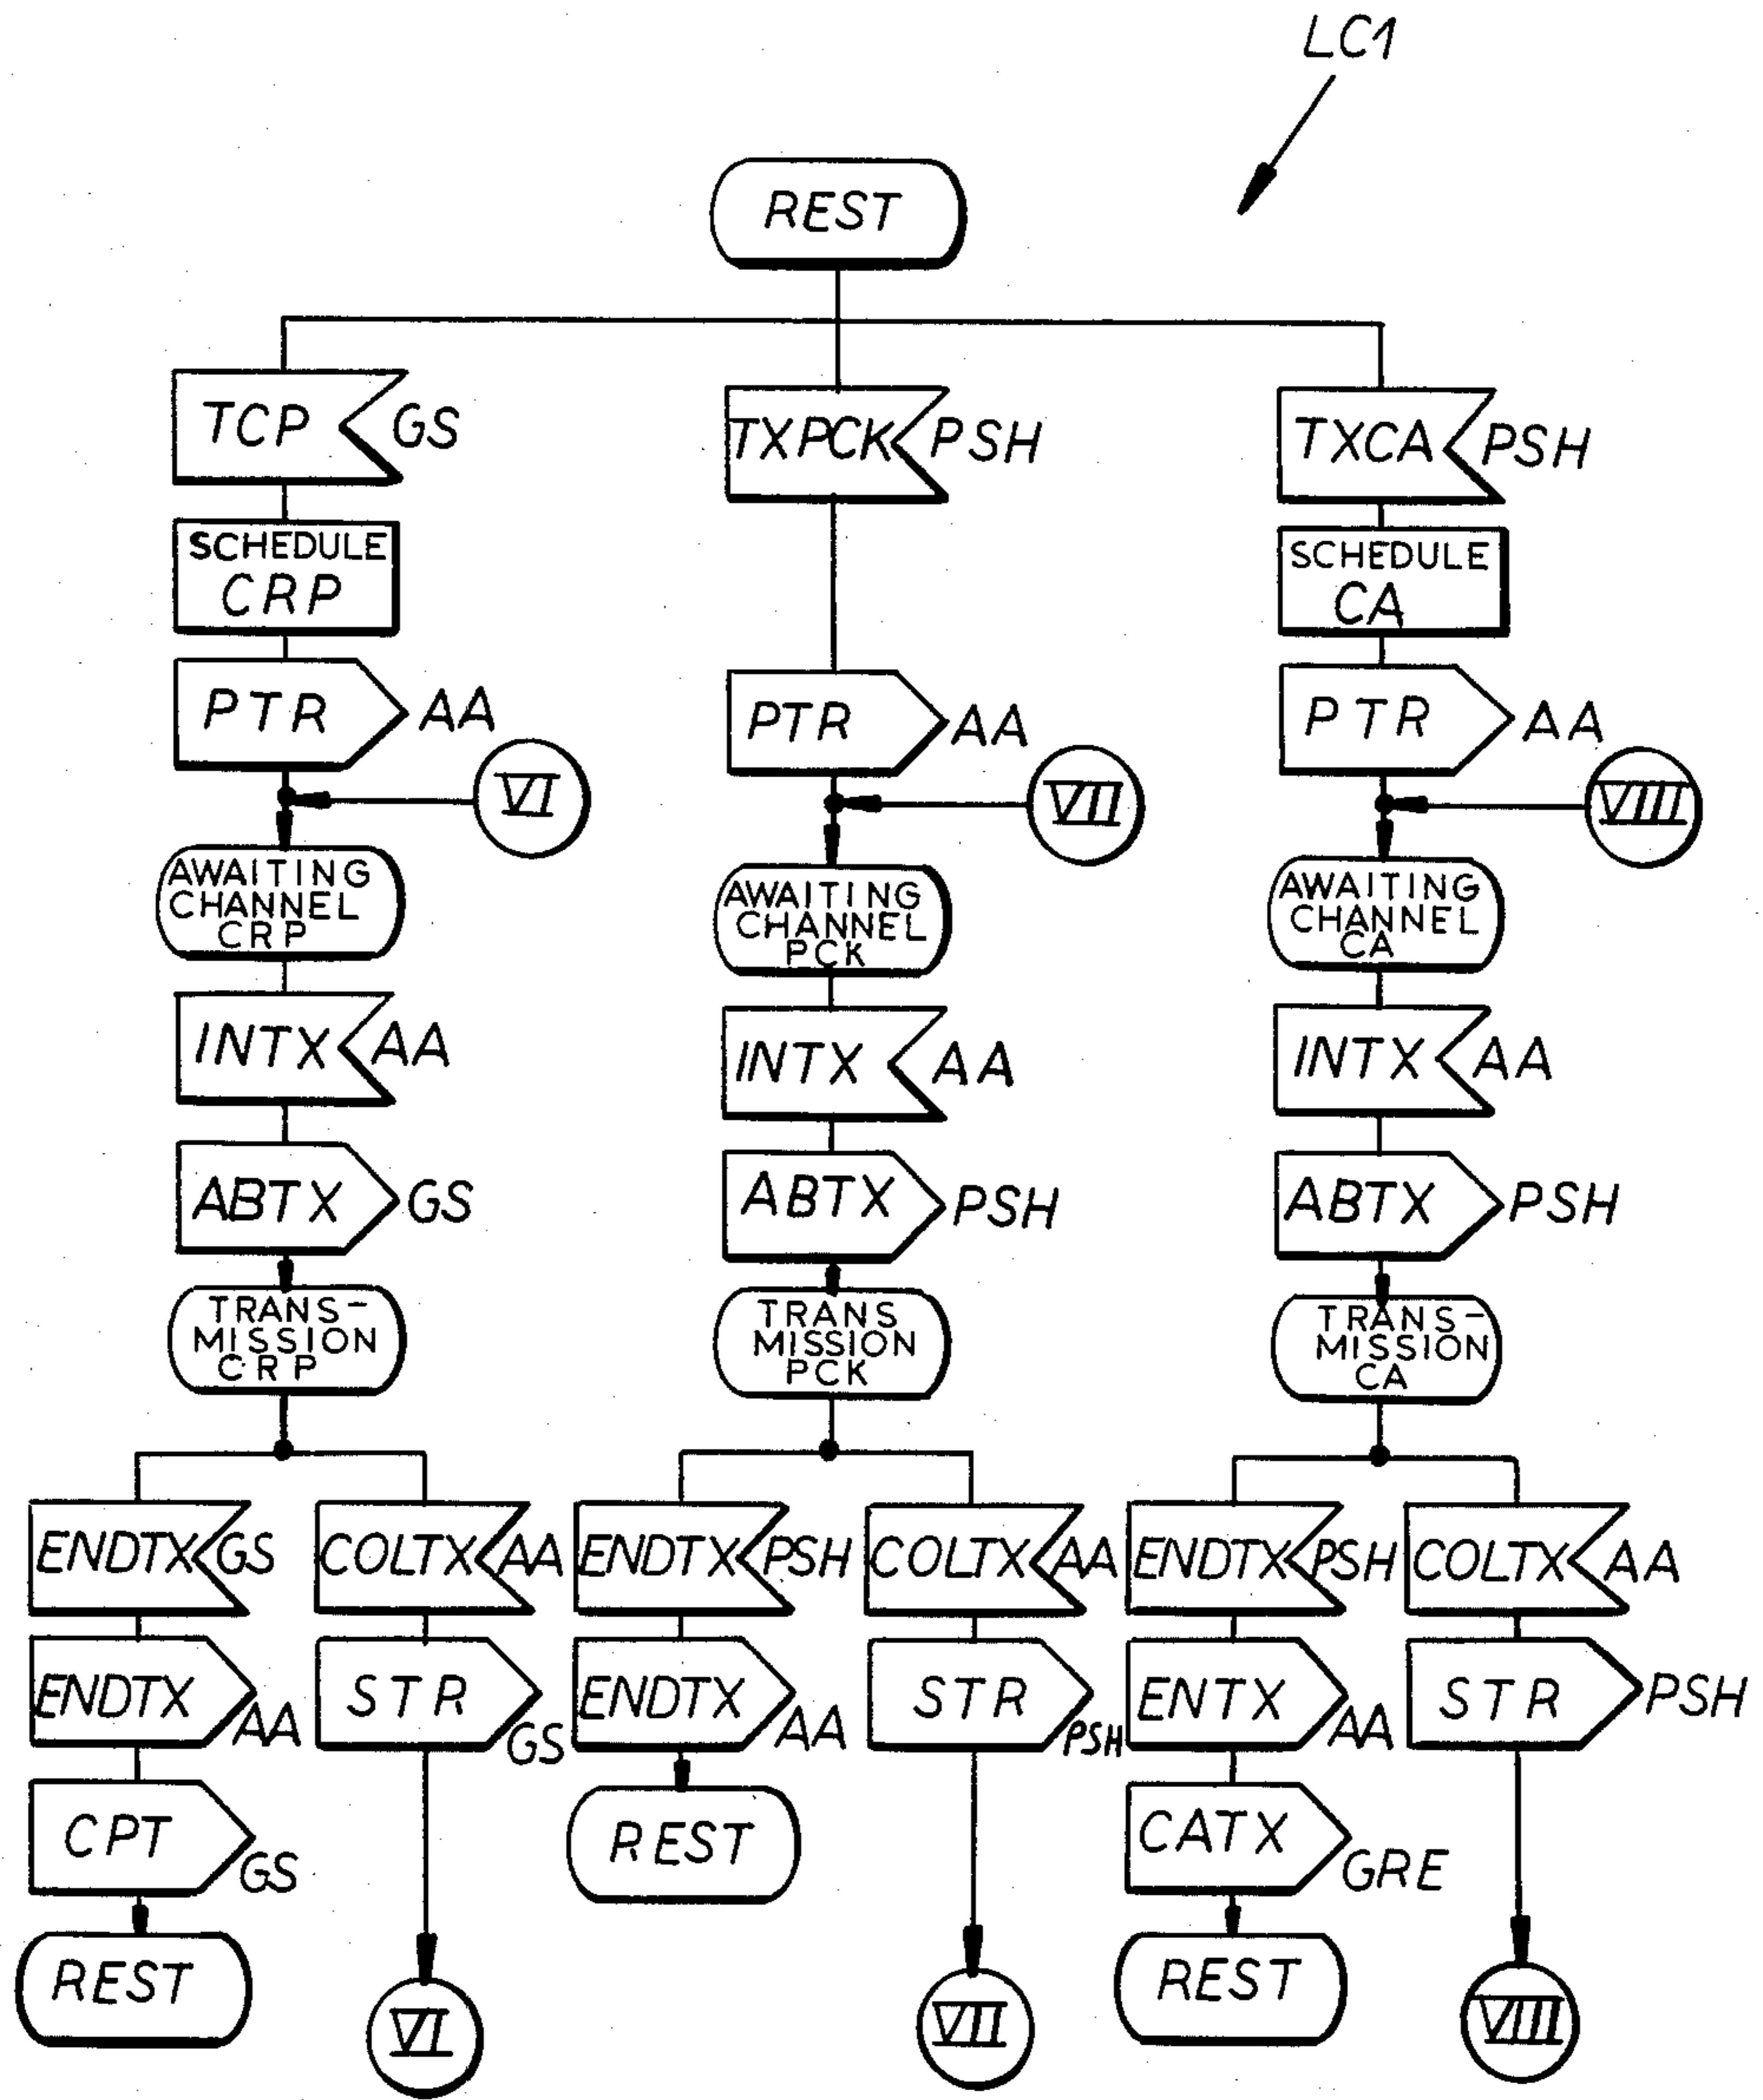 LC1
REST
TCP GS
TXPCK PSH
TXCA PSH
SCHEDULE
CRP
SCHEDULE
CA
PTR AA
PTR AA
PTR AA
VI
VII
VIII
AWAITING
CHANNEL
CRP
AWAITING
CHANNEL
PCK
AWAITING
CHANNEL
CA
INTX AA
INTX AA
INTX AA
ABTX GS
ABTX PSH
ABTX PSH
TRANS-
MISSION
CRP
TRANS
MISSION
PCK
TRANS-
MISSION
CA
ENDTX GS
COLTX AA
ENDTX PSH
COLTX AA
ENDTX PSH
COLTX AA
ENDTX AA
STR GS
ENDTX AA
STR PSH
ENTX AA
STR PSH
CPT GS
REST
CATX GRE
REST
VI
VII
REST
VIII